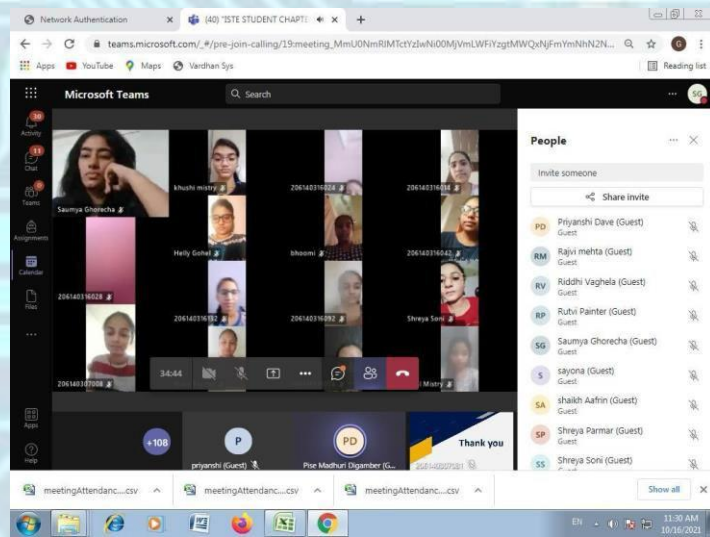 Network Authentication
(40) "ISTE STUDENT CHAPTE
teams.microsoft.com/_#/pre-join-calling/19:meeting_MmU0NmRIMTctYzIwNi00MjVmLWFiYzgtMWQxNjFmYmNhN2N...
Apps YouTube Maps Vardhan Sys Reading list
G
Microsoft Teams
Search
SG
30
Activity
11
Chat
Teams
Assignments
Calendar
Files
Apps
Help
Saumya Ghorecha
khushi mistry
206140316024
206140316014
Helly Gohel
bhoomi
206140316042
206140316028
206140316132
206140316092
Shreya Soni
206140307008
34:44
l Mistry
+108
P
priyanshi (Guest)
PD
Pise Madhuri Digamber (G...
Thank you
206140307081
People
Invite someone
Share invite
PD Priyanshi Dave (Guest)
Guest
RM Rajvi mehta (Guest)
Guest
RV Riddhi Vaghela (Guest)
Guest
RP Rutvi Painter (Guest)
Guest
SG Saumya Ghorecha (Guest)
Guest
S sayona (Guest)
Guest
SA shaikh Aafrin (Guest)
Guest
SP Shreya Parmar (Guest)
Guest
SS Shreya Soni (Guest)
Guest
meetingAttendanc....csv
meetingAttendanc....csv
meetingAttendanc....csv
Show all
EN
11:30 AM
10/16/2021